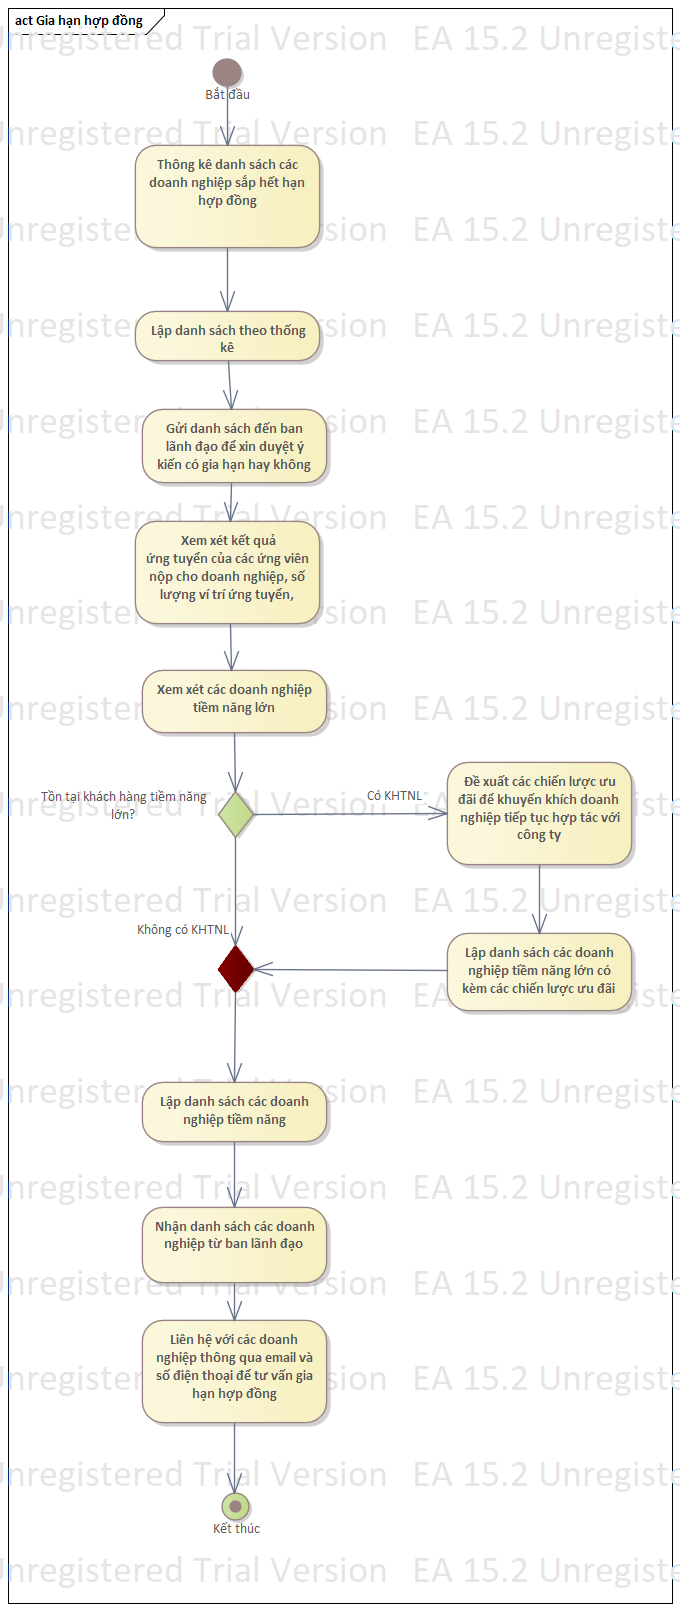 act Gia hạn hợp đồng
Bắt đầu
Thông kê danh sách các
doanh nghiệp sắp hết hạn
hợp đồng
Lập danh sách theo thống
kê
Gửi danh sách đến ban
lãnh đạo để xin duyệt ý
kiến có gia hạn hay không
Xem xét kết quả
ứng tuyển của các ứng viên
nộp cho doanh nghiệp, số
lượng ví trí ứng tuyển,
Xem xét các doanh nghiệp
tiềm năng lớn
Tồn tại khách hàng tiềm năng
lớn?
Có KHTNL
Đề xuất các chiến lược ưu
đãi để khuyến khích doanh
nghiệp tiếp tục hợp tác với
công ty
Không có KHTNL
Lập danh sách các doanh
nghiệp tiềm năng lớn có
kèm các chiến lược ưu đãi
Lập danh sách các doanh
nghiệp tiềm năng
Nhận danh sách các doanh
nghiệp từ ban lãnh đạo
Liên hệ với các doanh
nghiệp thông qua email và
số điện thoại để tư vấn gia
hạn hợp đồng
Kết thúc
Unregistered Trial Version EA 15.2 Unregiste